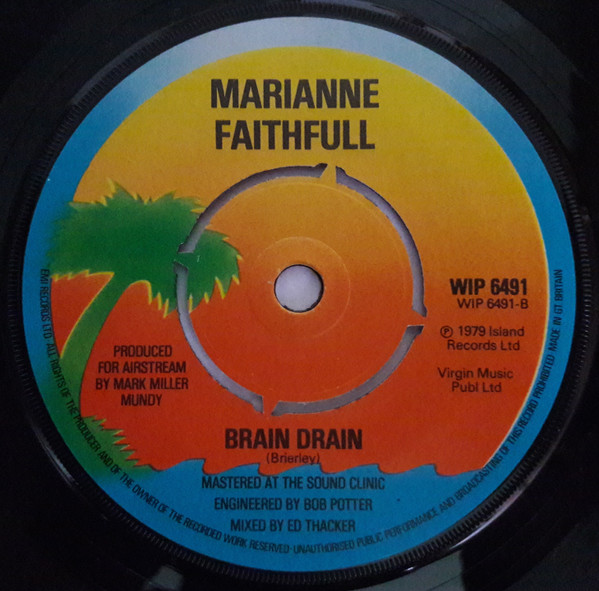 MARIANNE
FAITHFULL
WIP 6491
WIP 6491-B
℗ 1979 Island
Records Ltd
Virgin Music
Publ Ltd
PRODUCED
FOR AIRSTREAM
BY MARK MILLER
MUNDY
BRAIN DRAIN
(Brierley)
MASTERED AT THE SOUND CLINIC
ENGINEERED BY BOB POTTER
MIXED BY ED THACKER
EMI RECORDS LTD. ALL RIGHTS OF THE PRODUCER AND OF THE OWNER OF THE RECORDED WORK RESERVED·UNAUTHORISED PUBLIC PERFORMANCE AND BROADCASTING OF THIS RECORD PROHIBITED· MADE IN GT. BRITAIN